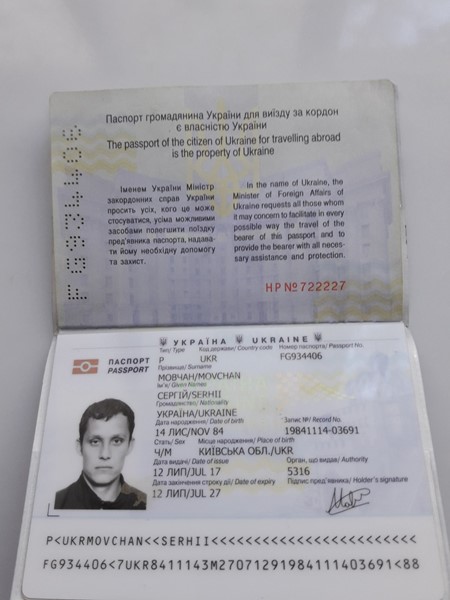 Паспорт громадянина України для виїзду за кордон
є власністю України
The passport of the citizen of Ukraine for travelling abroad
is the property of Ukraine
FG934406
Іменем України Міністр
закордонних справ України
просить усіх, кого це може
стосуватися, усіма можливими
засобами полегшити поїздку
пред'явника паспорта, надава-
ти йому необхідну допомогу
та захист.
In the name of Ukraine, the
Minister of Foreign Affairs of
Ukraine requests all those whom
it may concern to facilitate in every
possible way the travel of the
bearer of this passport and to
provide the bearer with all neces-
sary assistance and protection.
НР №722227
УКРАЇНА UKRAINE
ПАСПОРТ
PASSPORT
Тип/ Type Код держави/ Country code Номер паспорта/ Passport No.
P UKR FG934406
Прізвище/ Surname
МОВЧАН/MOVCHAN
Ім'я/ Given Names
СЕРГІЙ/SERHII
Громадянство/ Nationality
УКРАЇНА/UKRAINE
Дата народження/ Date of birth Запис №/ Record No.
14 ЛИС/NOV 84 19841114-03691
Стать/ Sex Місце народження/ Place of birth
Ч/M КИЇВСЬКА ОБЛ./UKR
Дата видачі/ Date of issue Орган, що видав/ Authority
12 ЛИП/JUL 17 5316
Дата закінчення строку дії/ Date of expiry Підпис пред'явника/ Holder's signature
12 ЛИП/JUL 27
P<UKRMOVCHAN<<SERHII<<<<<<<<<<<<<<<<<<<<<<<<
FG934406<7UKR8411143M27071291984111403691<88